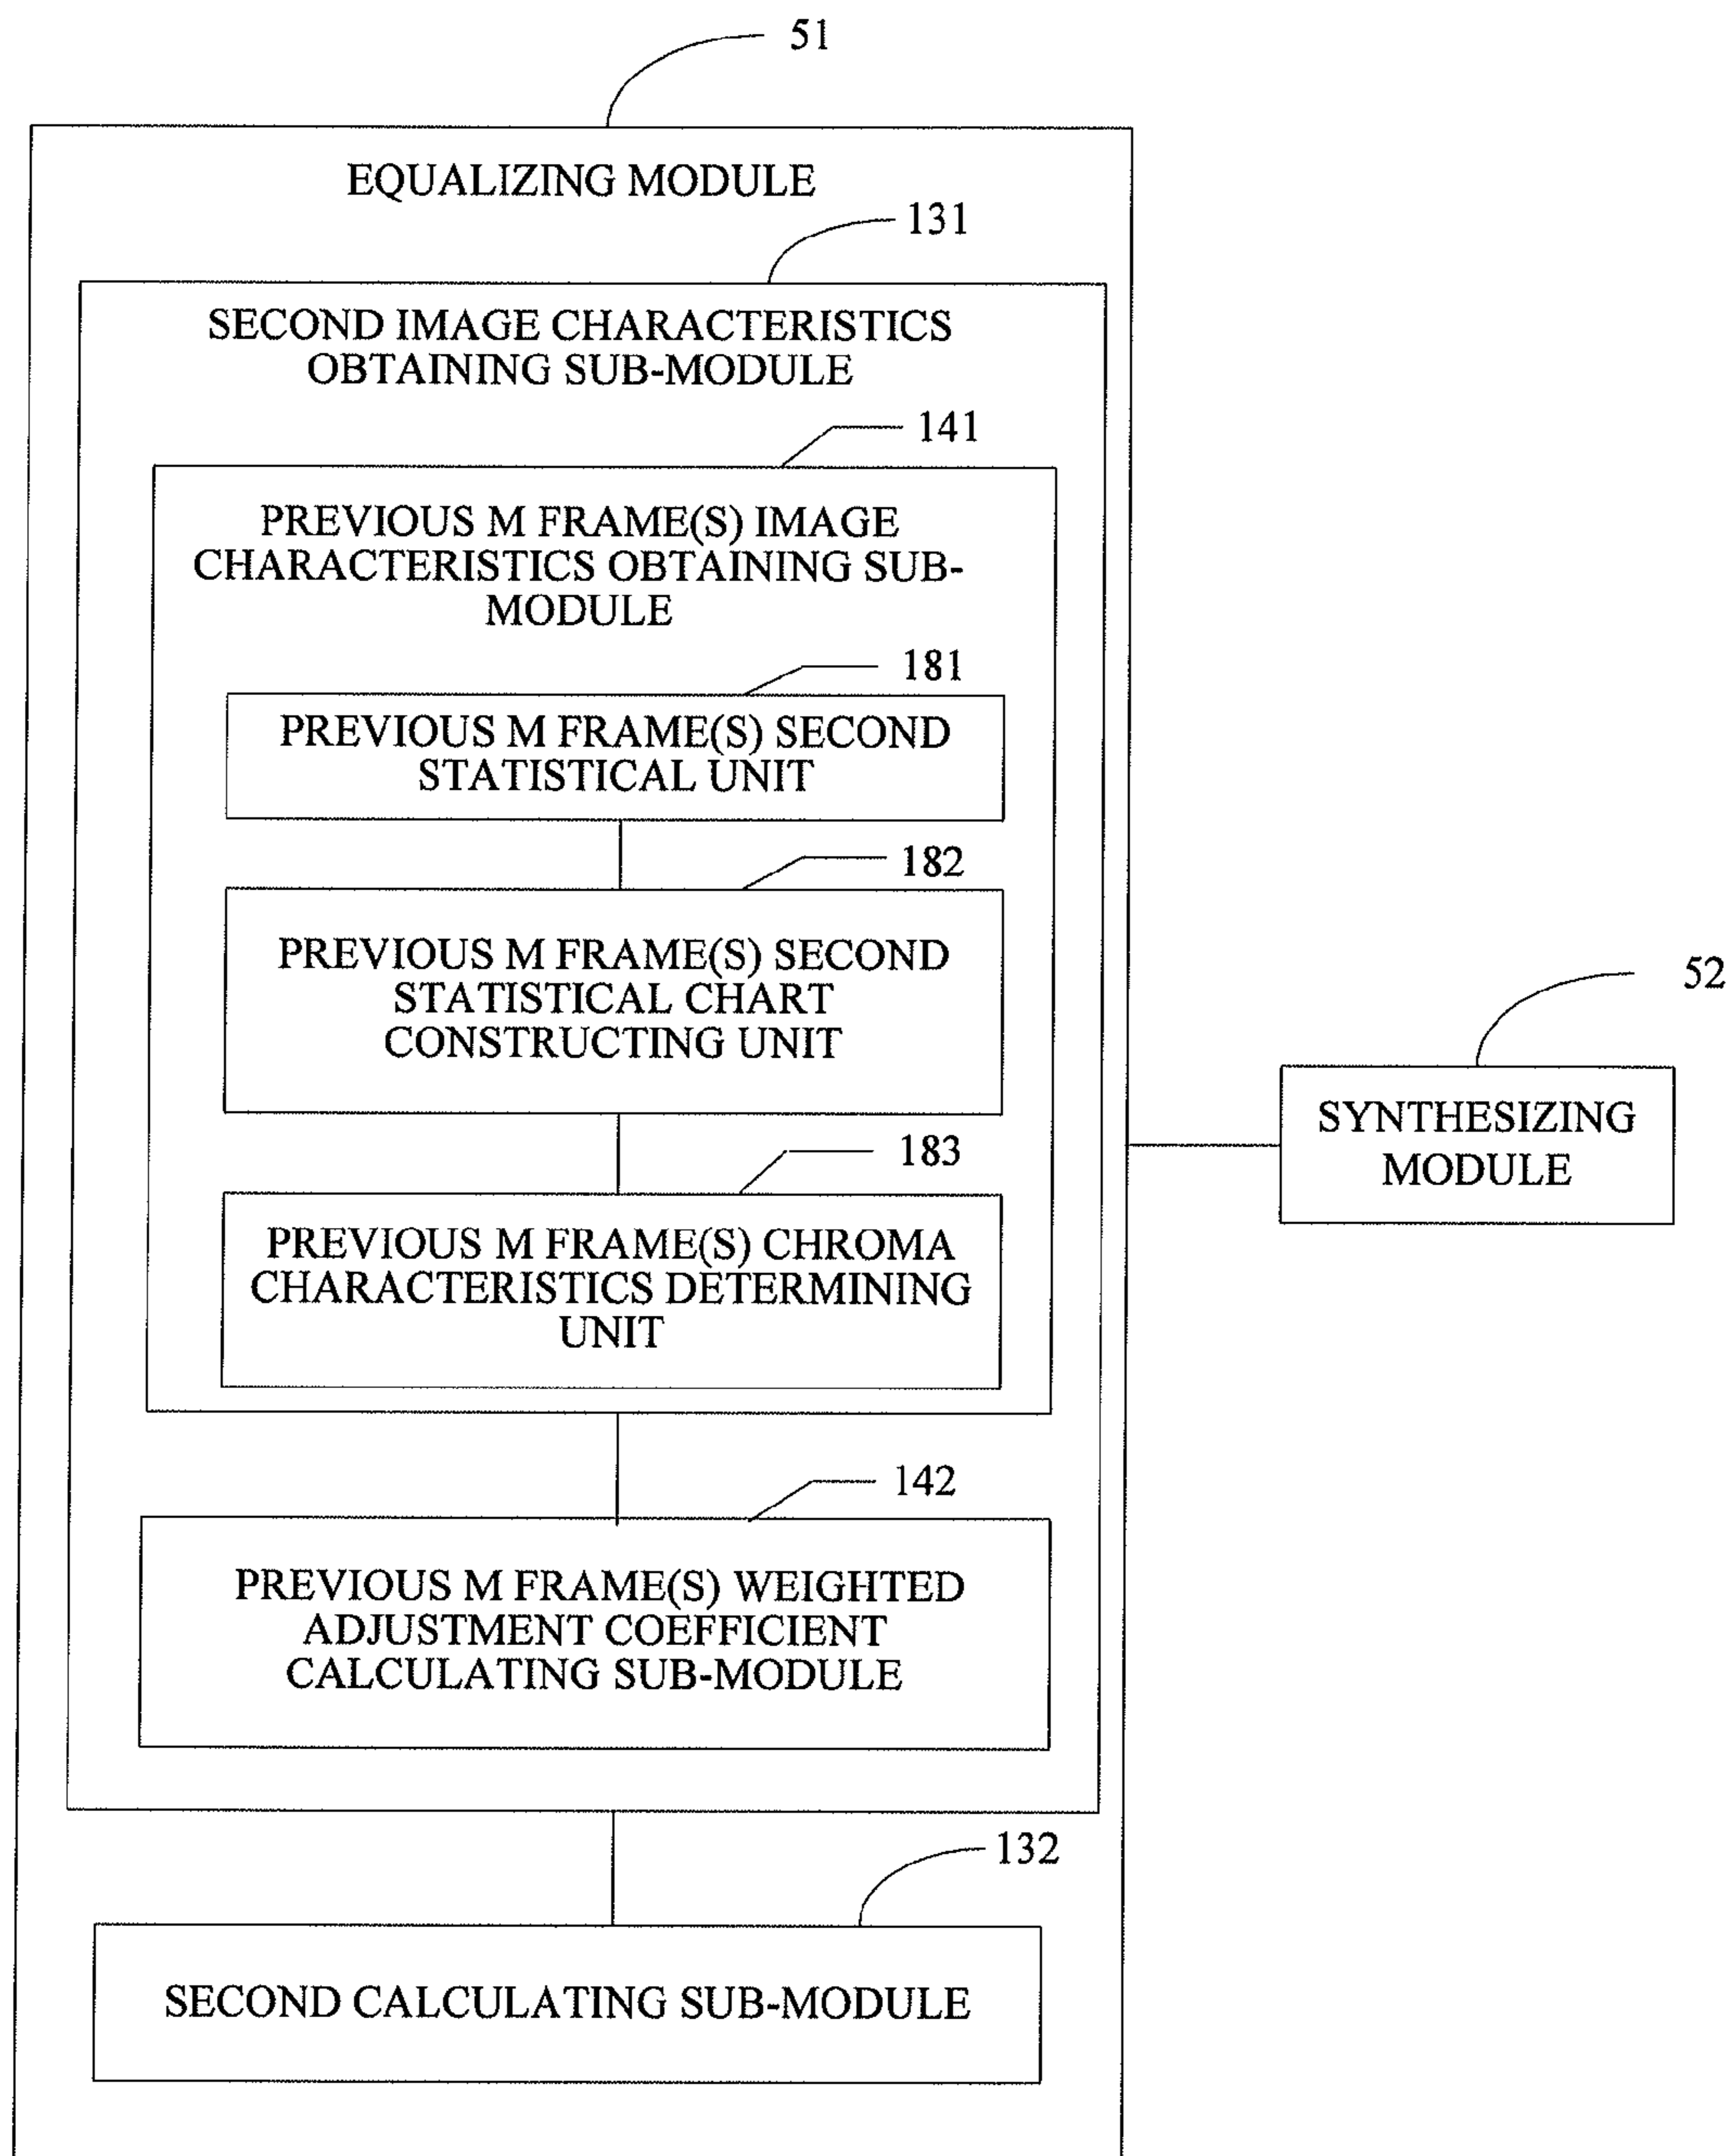 51
EQUALIZING MODULE
131
SECOND IMAGE CHARACTERISTICS
OBTAINING SUB-MODULE
141
PREVIOUS M FRAME(S) IMAGE
CHARACTERISTICS OBTAINING SUB-
MODULE
181
PREVIOUS M FRAME(S) SECOND
STATISTICAL UNIT
182
PREVIOUS M FRAME(S) SECOND
STATISTICAL CHART
CONSTRUCTING UNIT
183
PREVIOUS M FRAME(S) CHROMA
CHARACTERISTICS DETERMINING
UNIT
142
PREVIOUS M FRAME(S) WEIGHTED
ADJUSTMENT COEFFICIENT
CALCULATING SUB-MODULE
132
SECOND CALCULATING SUB-MODULE
52
SYNTHESIZING
MODULE